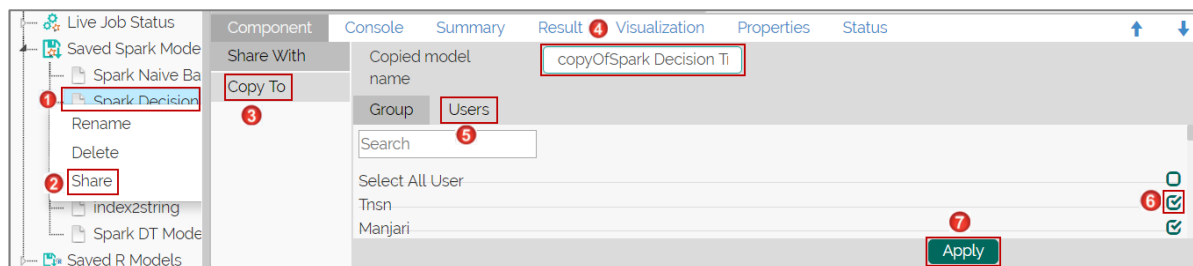 Live Job Status
Saved Spark Mode
Spark Naive Ba
1
Spark Decision
Rename
Delete
2
Share
index2string
Spark DT Mode
Saved R Models
Component
Console
Summary
Result
4
Visualization
Properties
Status
Share With
Copy To
3
Copied model
name
copyOfSpark Decision Tr
Group
Users
5
Search
Select All User
Tnsn
6
Manjari
7
Apply